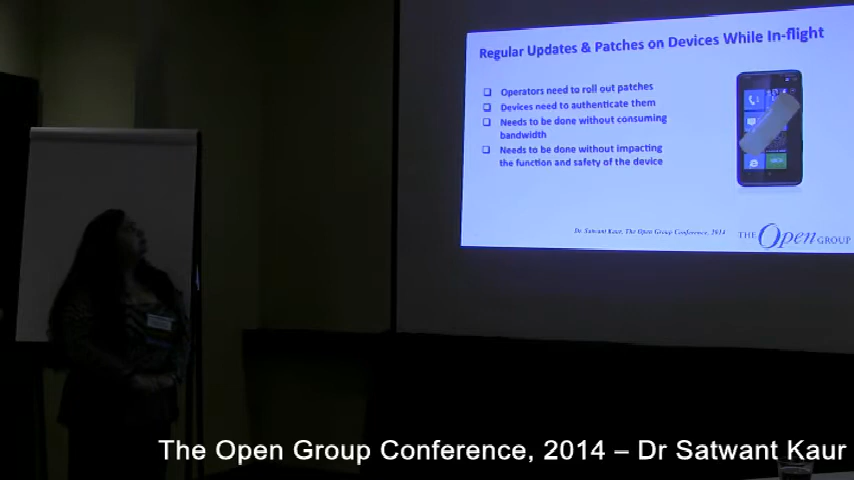 Regular Updates & Patches on Devices While In-flight
Operators need to roll out patches
Devices need to authenticate them
Needs to be done without consuming
bandwidth
Needs to be done without impacting
the function and safety of the device
Dr. Satwant Kaur, The Open Group Conference, 2014
THE Open GROUP
The Open Group Conference, 2014 – Dr Satwant Kaur